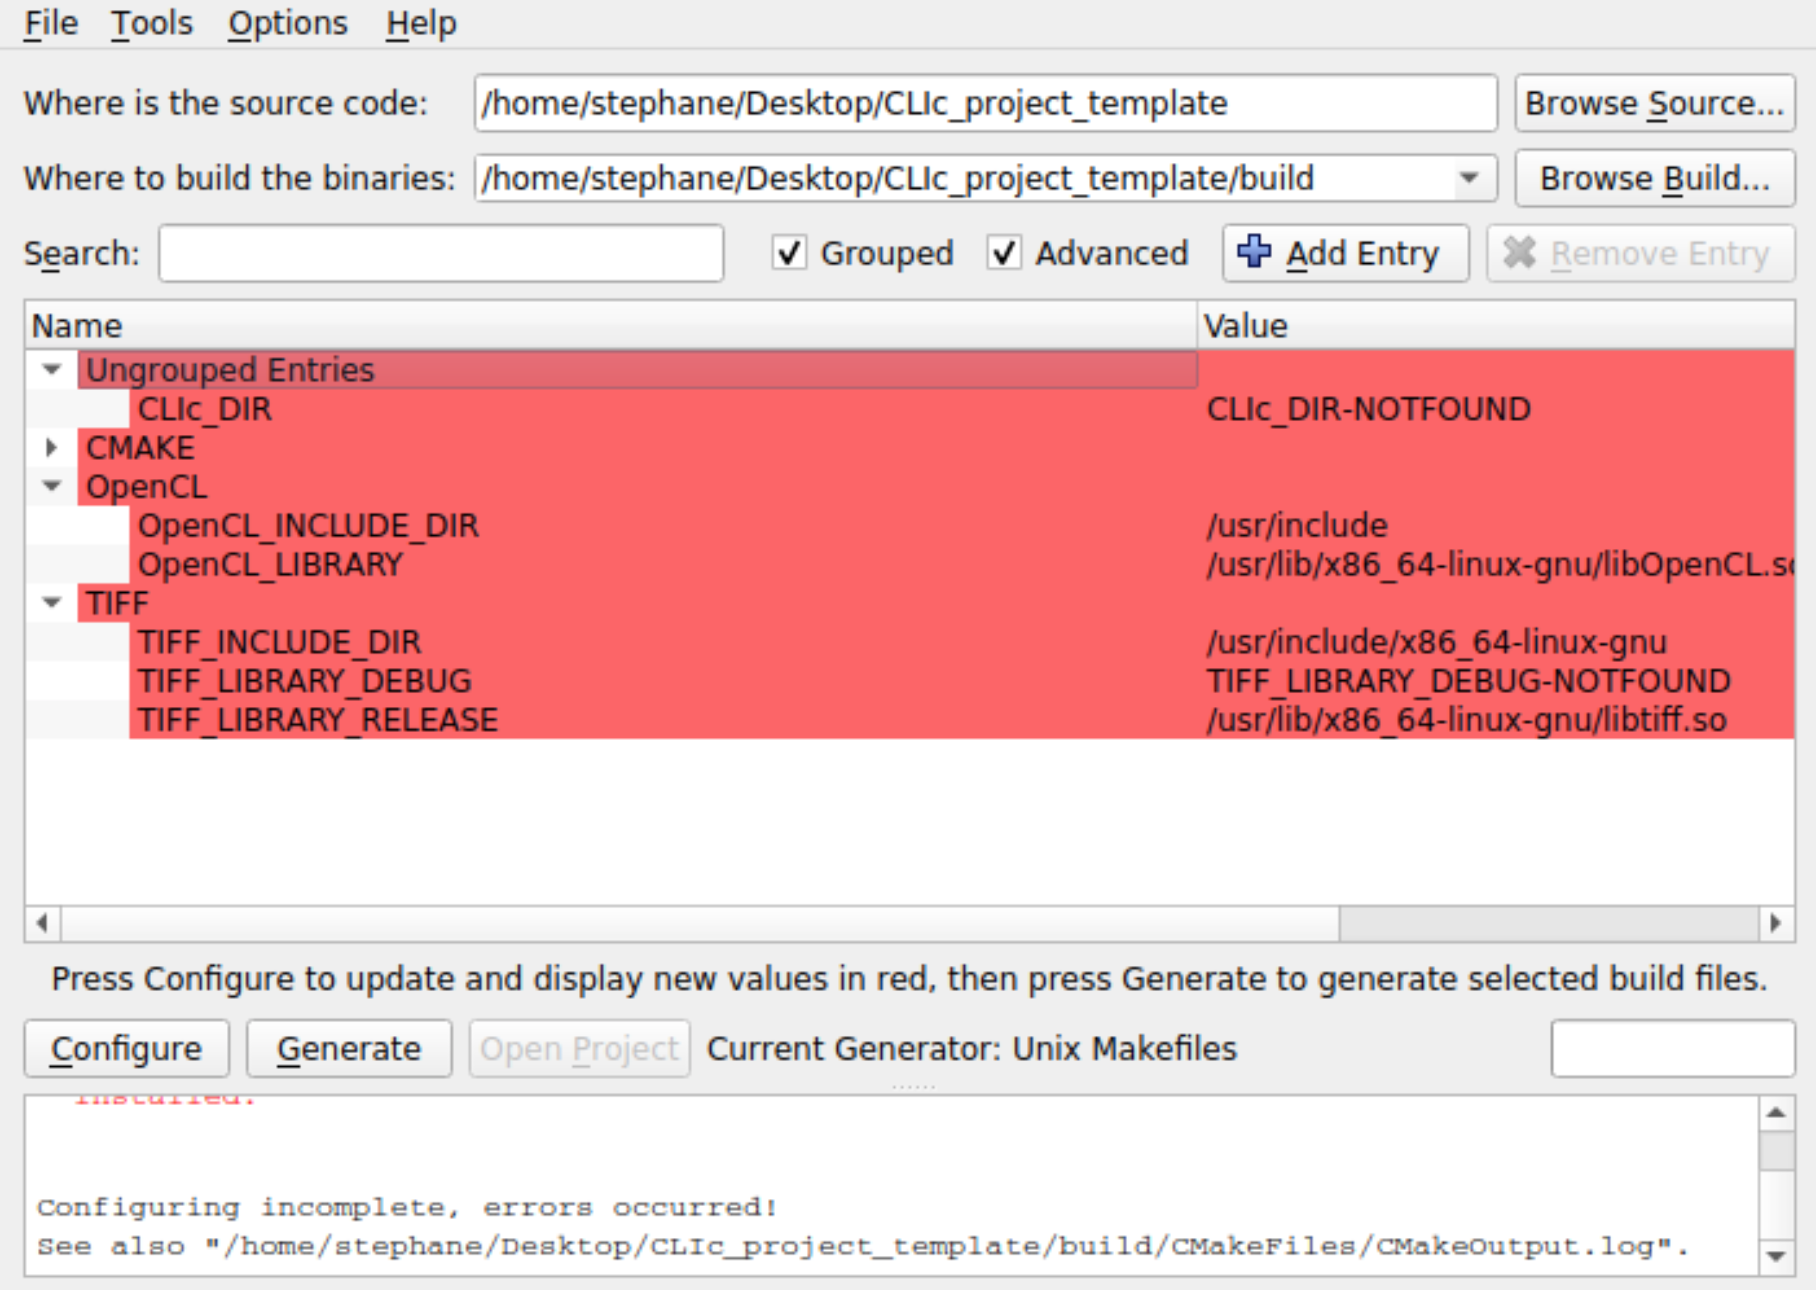 File Tools Options Help
Where is the source code: /home/stephane/Desktop/CLIc_project_template Browse Source...
Where to build the binaries: /home/stephane/Desktop/CLIc_project_template/build Browse Build...
Search: Grouped Advanced Add Entry Remove Entry
Name Value
Ungrouped Entries
CLIc_DIR CLIc_DIR-NOTFOUND
CMAKE
OpenCL
OpenCL_INCLUDE_DIR /usr/include
OpenCL_LIBRARY /usr/lib/x86_64-linux-gnu/libOpenCL.so
TIFF
TIFF_INCLUDE_DIR /usr/include/x86_64-linux-gnu
TIFF_LIBRARY_DEBUG TIFF_LIBRARY_DEBUG-NOTFOUND
TIFF_LIBRARY_RELEASE /usr/lib/x86_64-linux-gnu/libtiff.so
Press Configure to update and display new values in red, then press Generate to generate selected build files.
Configure Generate Open Project Current Generator: Unix Makefiles
installed.
Configuring incomplete, errors occurred!
See also "/home/stephane/Desktop/CLIc_project_template/build/CMakeFiles/CMakeOutput.log".